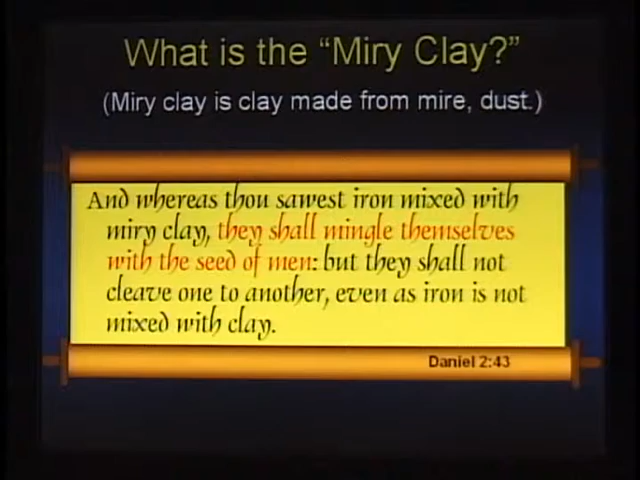 What is the “Miry Clay?”
(Miry clay is clay made from mire, dust.)
And whereas thou sawest iron mixed with
miry clay, they shall mingle themselves
with the seed of men: but they shall not
cleave one to another, even as iron is not
mixed with clay.
Daniel 2:43